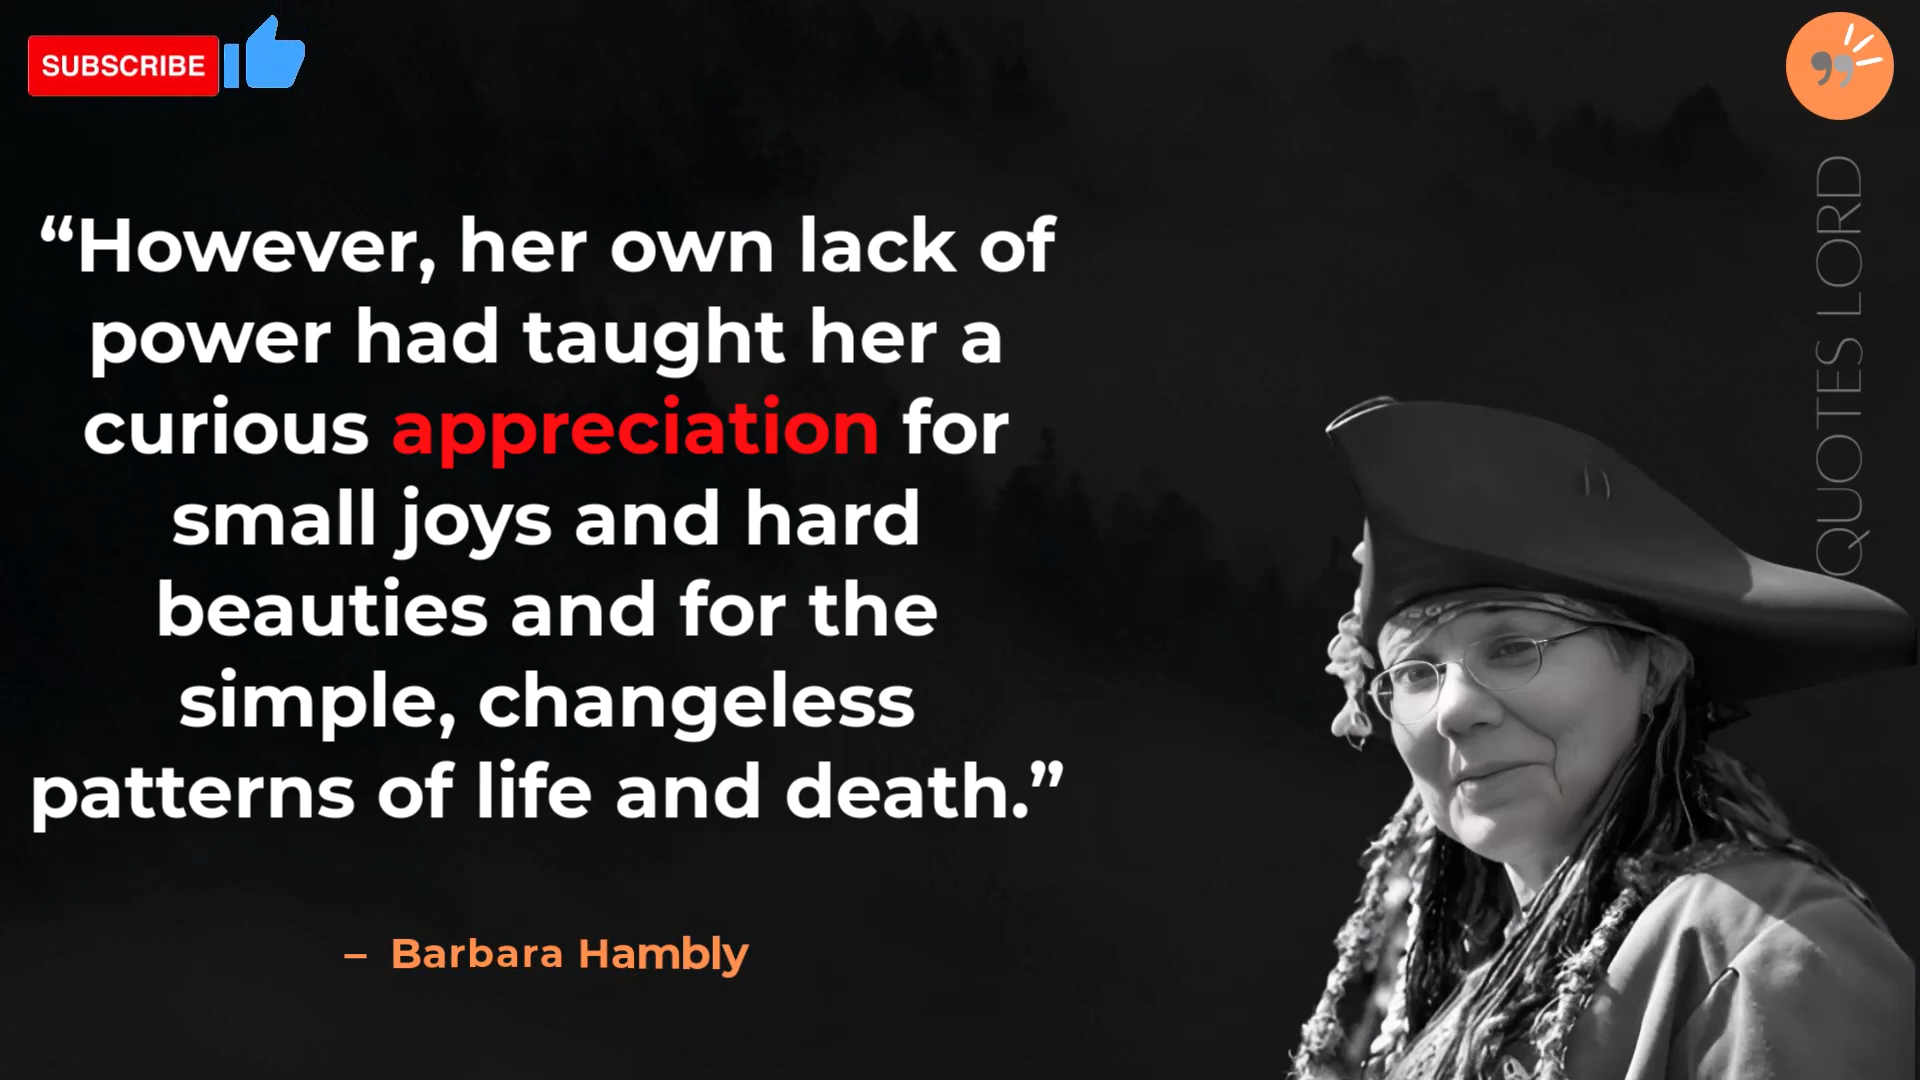 SUBSCRIBE
“However, her own lack of
power had taught her a
curious appreciation for
small joys and hard
beauties and for the
simple, changeless
patterns of life and death.”
– Barbara Hambly
QUOTES LORD